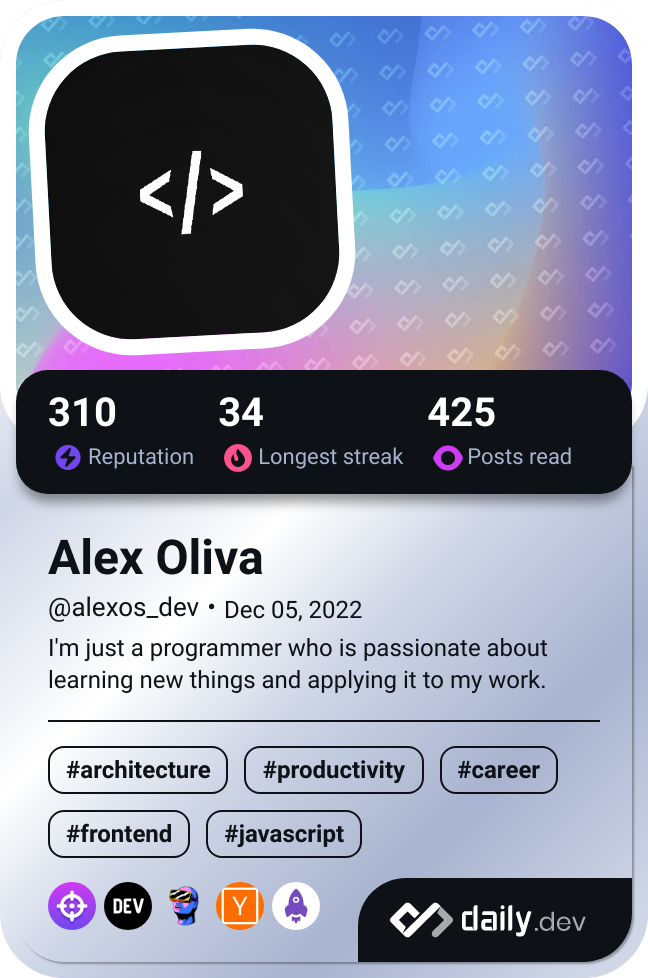 </>
310 34 425
Reputation Longest streak Posts read
Alex Oliva
@alexos_dev • Dec 05, 2022
I'm just a programmer who is passionate about
learning new things and applying it to my work.
#architecture #productivity #career
#frontend #javascript
DEV Y
daily.dev